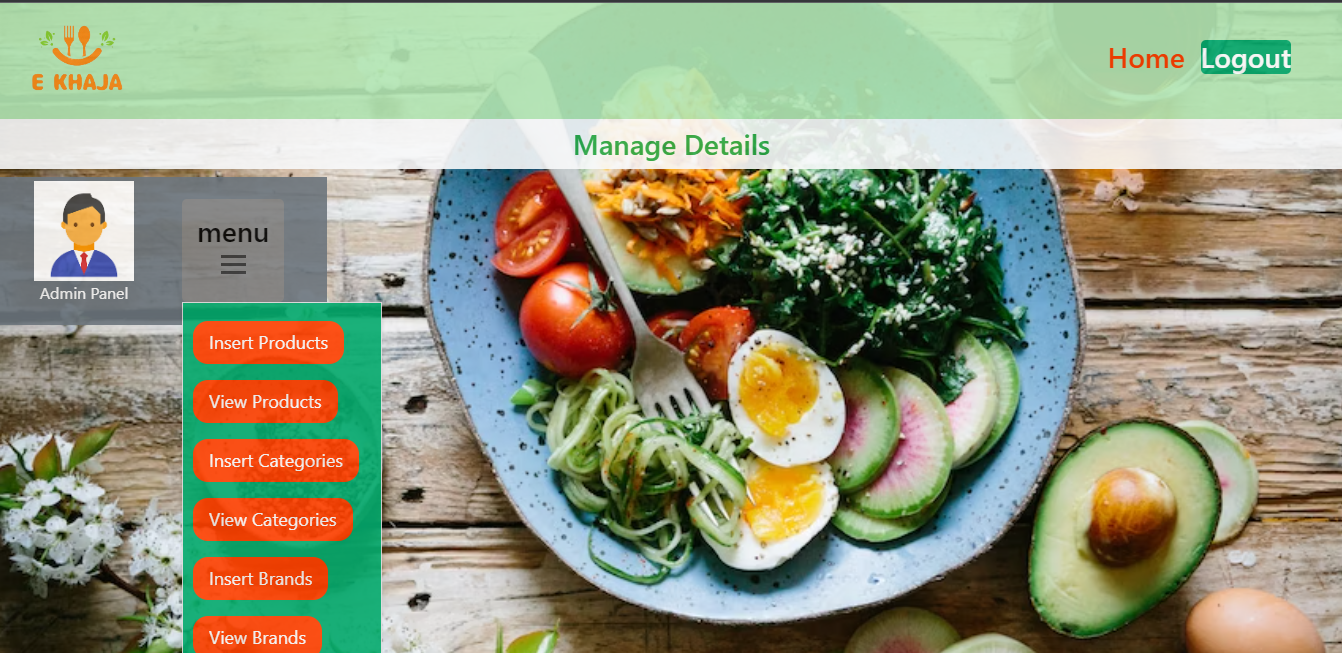 E KHAJA
Home Logout
Manage Details
menu
Admin Panel
Insert Products
View Products
Insert Categories
View Categories
Insert Brands
View Brands